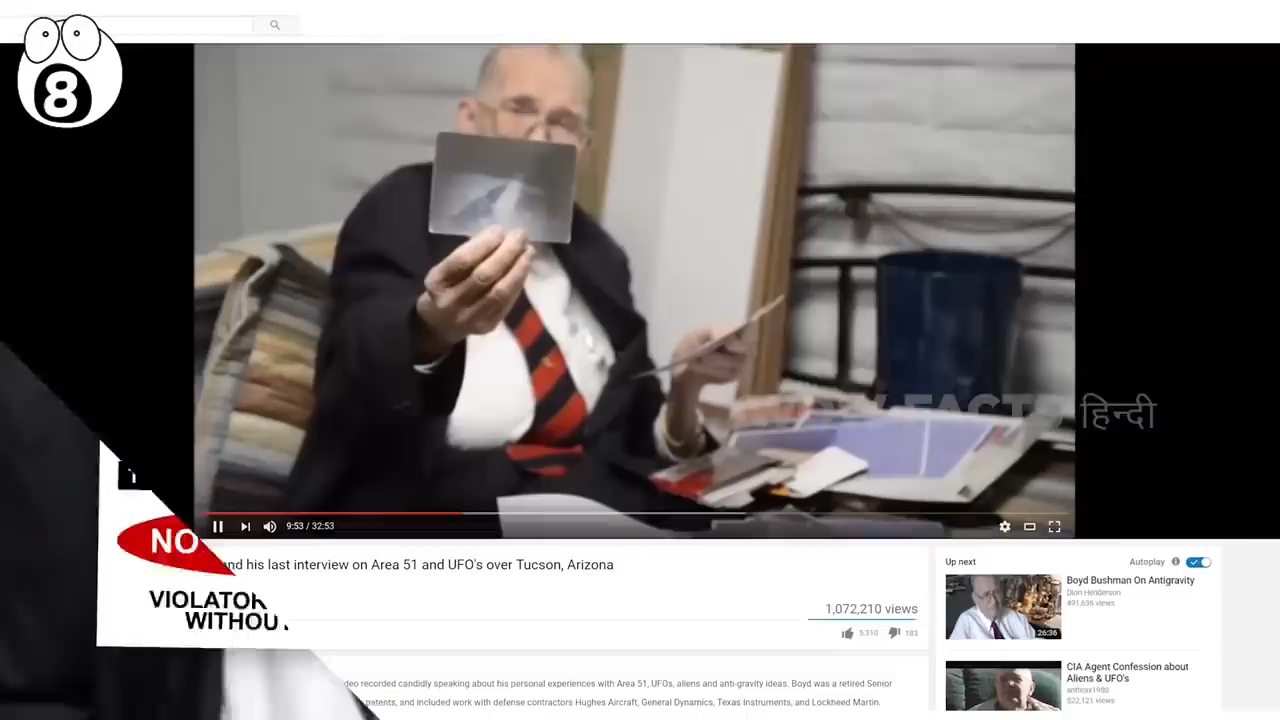 8
FACTS हिन्दी
9:53 / 32:53
and his last interview on Area 51 and UFO's over Tucson, Arizona
1,072,210 views
5,310 183
Up next
Autoplay
Boyd Bushman On Antigravity
Dion Henderson
491,636 views
26:36
CIA Agent Confession about
Aliens & UFO's
anttrax1980
522,121 views
deo recorded candidly speaking about his personal experiences with Area 51, UFOs, aliens and anti-gravity ideas. Boyd was a retired Senior
patents, and included work with defense contractors Hughes Aircraft, General Dynamics, Texas Instruments, and Lockheed Martin.
NO
VIOLATOR
WITHOU